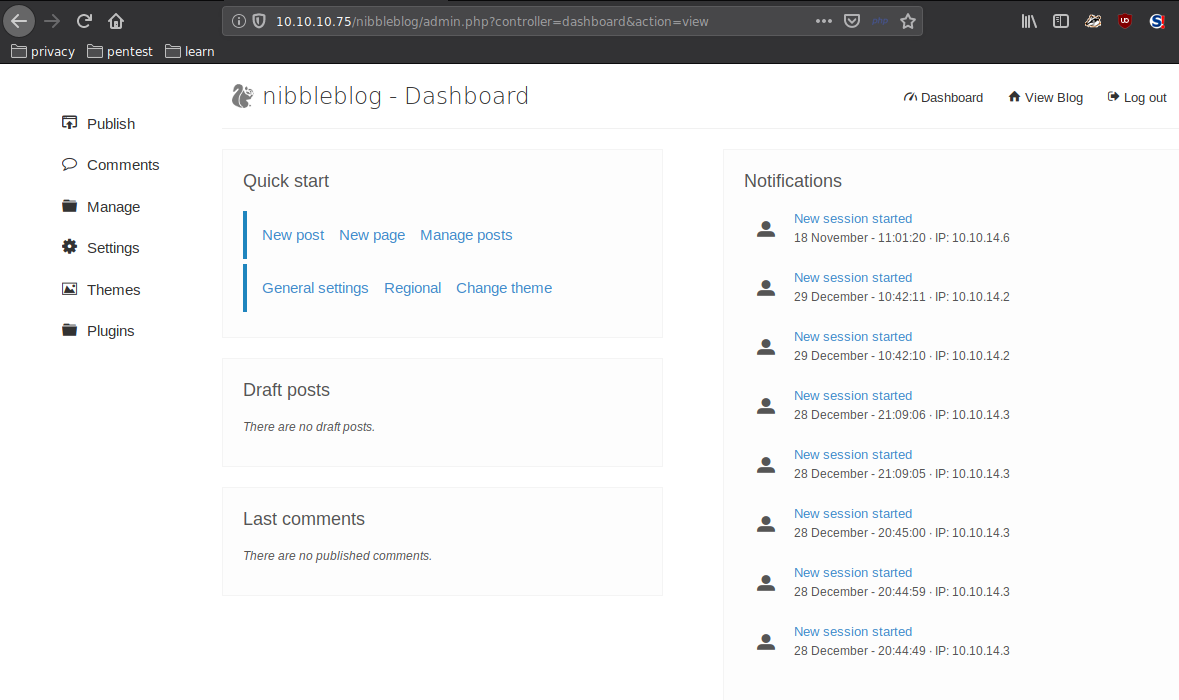 10.10.10.75/nibbleblog/admin.php?controller=dashboard&action=view
privacy pentest learn
nibbleblog - Dashboard
Dashboard View Blog Log out
Publish
Comments
Manage
Settings
Themes
Plugins
Quick start
New post New page Manage posts
General settings Regional Change theme
Draft posts
There are no draft posts.
Last comments
There are no published comments.
Notifications
New session started
18 November - 11:01:20 · IP: 10.10.14.6
New session started
29 December - 10:42:11 · IP: 10.10.14.2
New session started
29 December - 10:42:10 · IP: 10.10.14.2
New session started
28 December - 21:09:06 · IP: 10.10.14.3
New session started
28 December - 21:09:05 · IP: 10.10.14.3
New session started
28 December - 20:45:00 · IP: 10.10.14.3
New session started
28 December - 20:44:59 · IP: 10.10.14.3
New session started
28 December - 20:44:49 · IP: 10.10.14.3